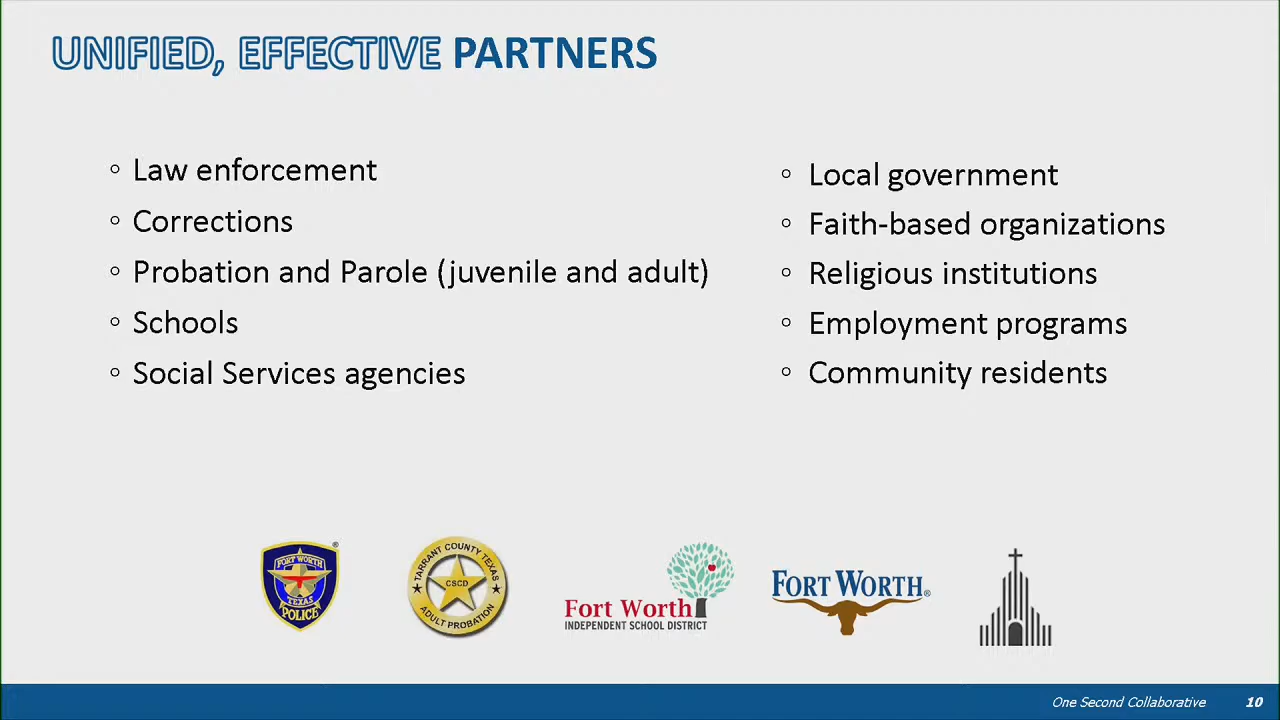 UNIFIED, EFFECTIVE PARTNERS
◦ Law enforcement
◦ Corrections
◦ Probation and Parole (juvenile and adult)
◦ Schools
◦ Social Services agencies
◦ Local government
◦ Faith-based organizations
◦ Religious institutions
◦ Employment programs
◦ Community residents
FORT WORTH
TEXAS
POLICE
®
TARRANT COUNTY TEXAS
CSCD
ADULT PROBATION
Fort Worth
INDEPENDENT SCHOOL DISTRICT
FORT WORTH®
One Second Collaborative 10